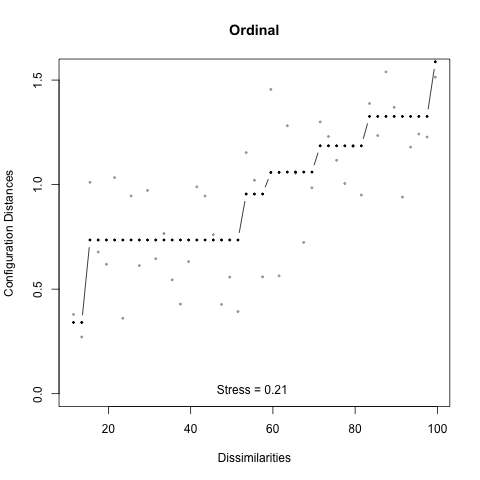 Ordinal
Configuration Distances
1.5
1.0
0.5
0.0
Stress = 0.21
20 40 60 80 100
Dissimilarities